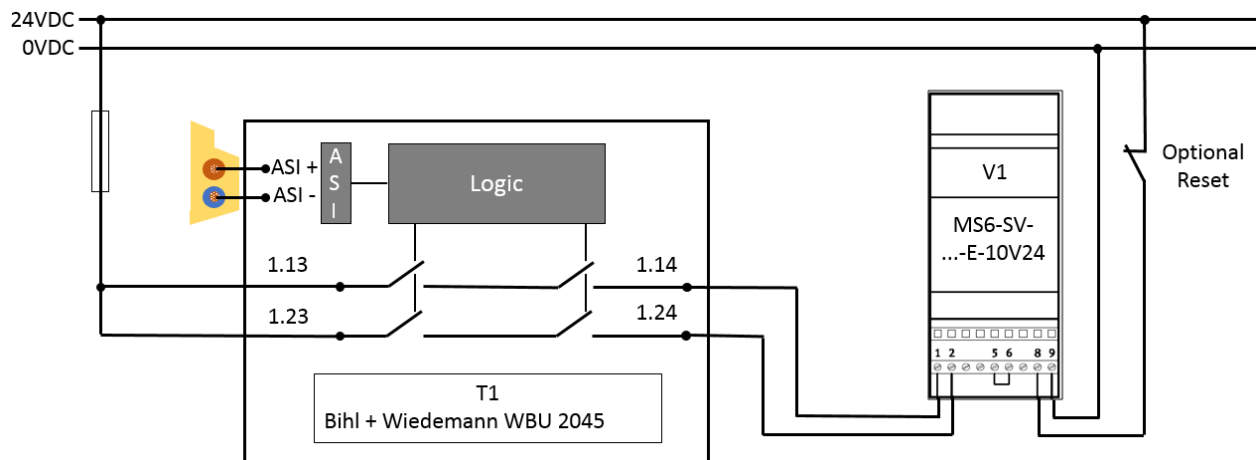 24VDC
0VDC
ASI +
ASI -
A
S
I
Logic
1.13
1.14
1.23
1.24
T1
Bihl + Wiedemann WBU 2045
V1
MS6-SV-
...-E-10V24
1 2 5 6 8 9
Optional
Reset